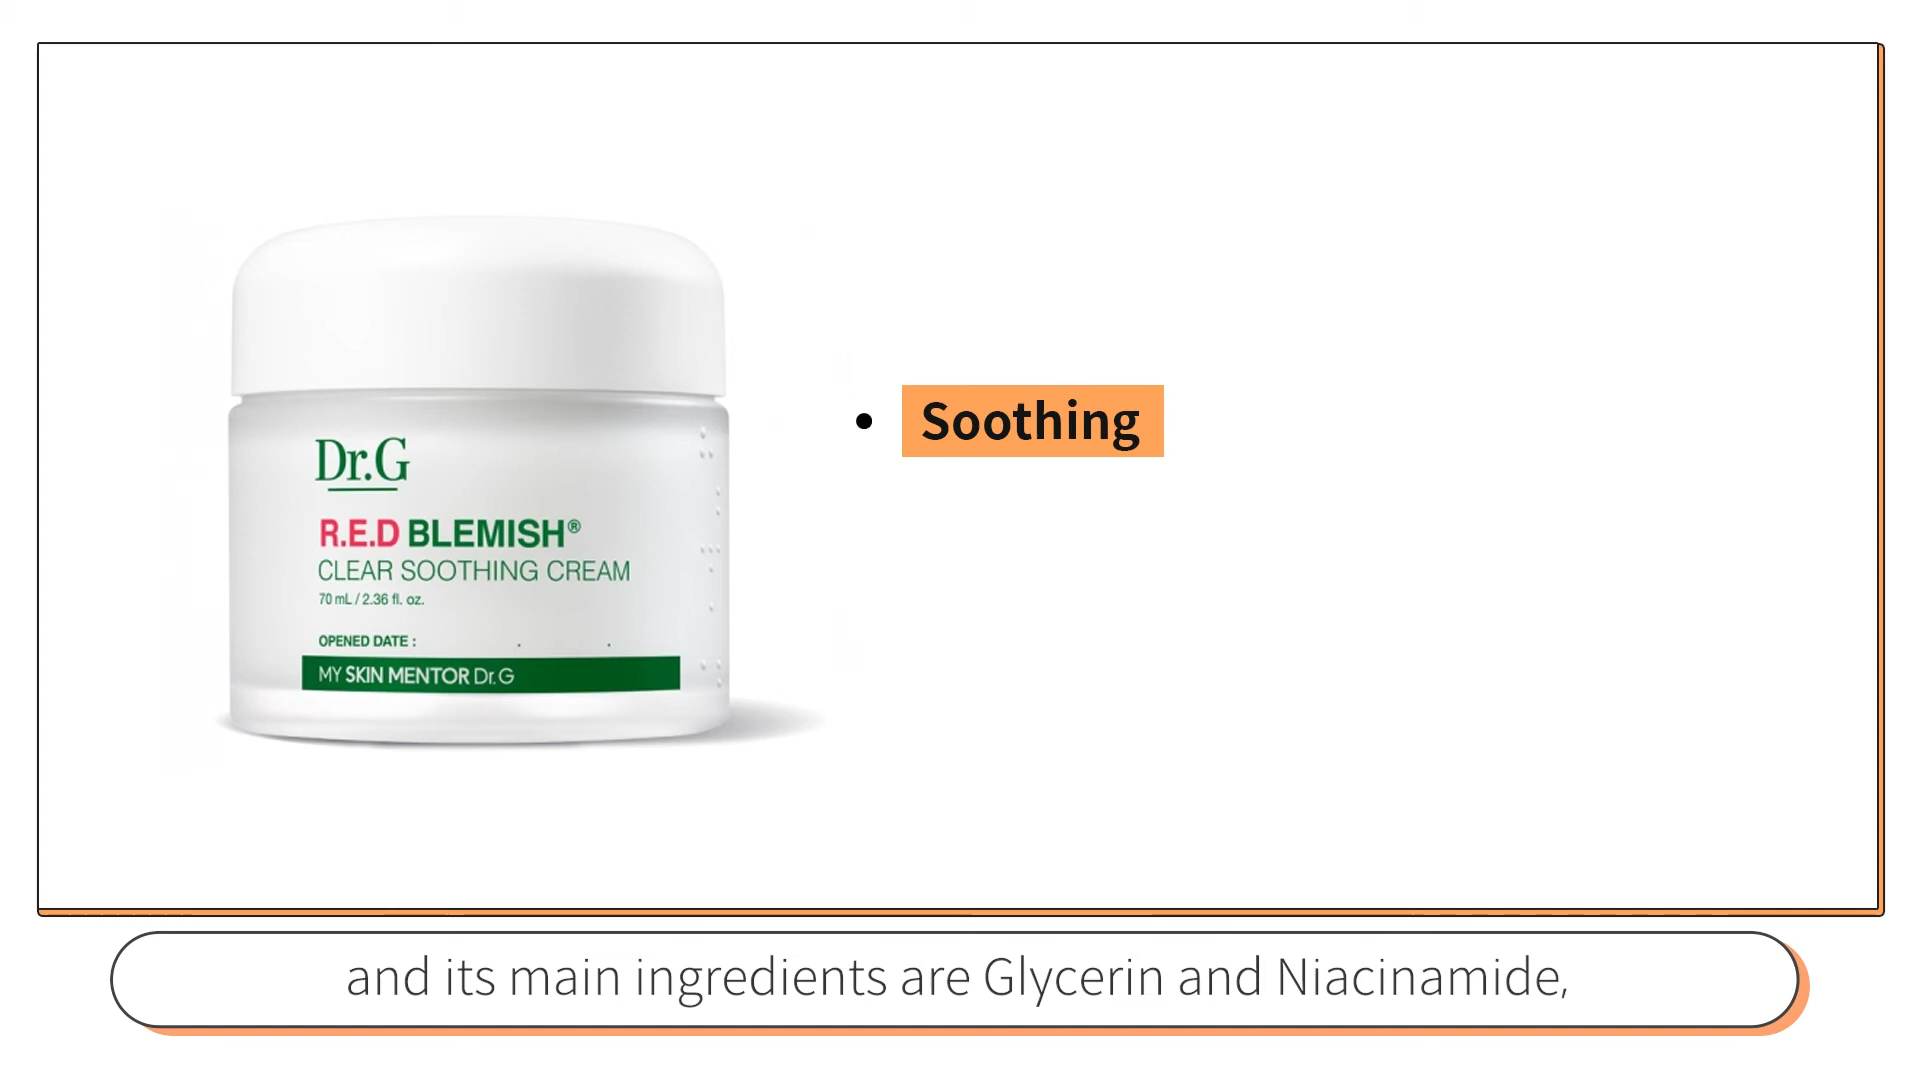 Dr.G
R.E.D BLEMISH®
CLEAR SOOTHING CREAM
70 mL / 2.36 fl. oz.
OPENED DATE : . .
MY SKIN MENTOR Dr.G
• Soothing
and its main ingredients are Glycerin and Niacinamide,